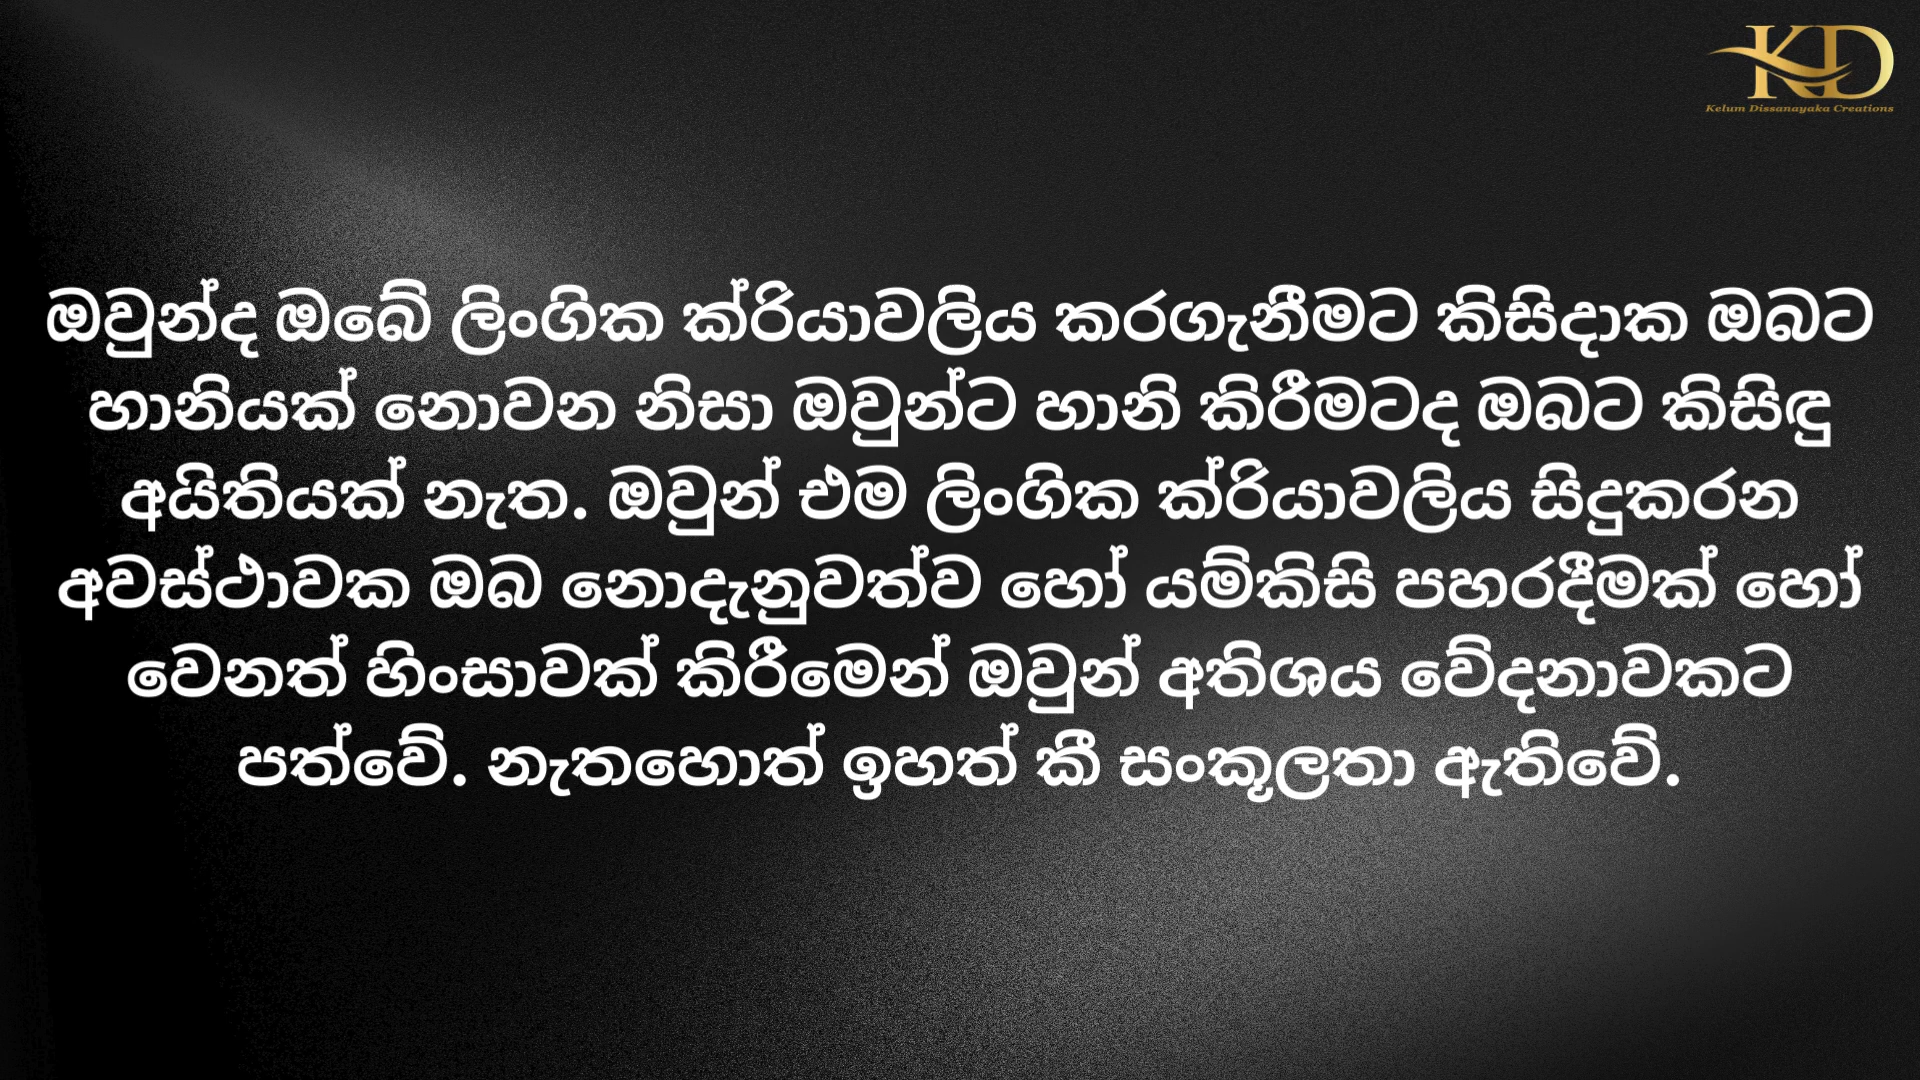 KD
Kelum Dissanayaka Creations
ඔවුන්ද ඔබේ ලිංගික ක්රියාවලිය කරගැනීමට කිසිදාක ඔබට
හානියක් නොවන නිසා ඔවුන්ට හානි කිරීමටද ඔබට කිසිඳු
අයිතියක් නැත. ඔවුන් එම ලිංගික ක්රියාවලිය සිදුකරන
අවස්ථාවක ඔබ නොදැනුවත්ව හෝ යම්කිසි පහරදීමක් හෝ
වෙනත් හිංසාවක් කිරීමෙන් ඔවුන් අතිශය වේදනාවකට
පත්වේ. නැතහොත් ඉහත් කී සංකූලතා ඇතිවේ.